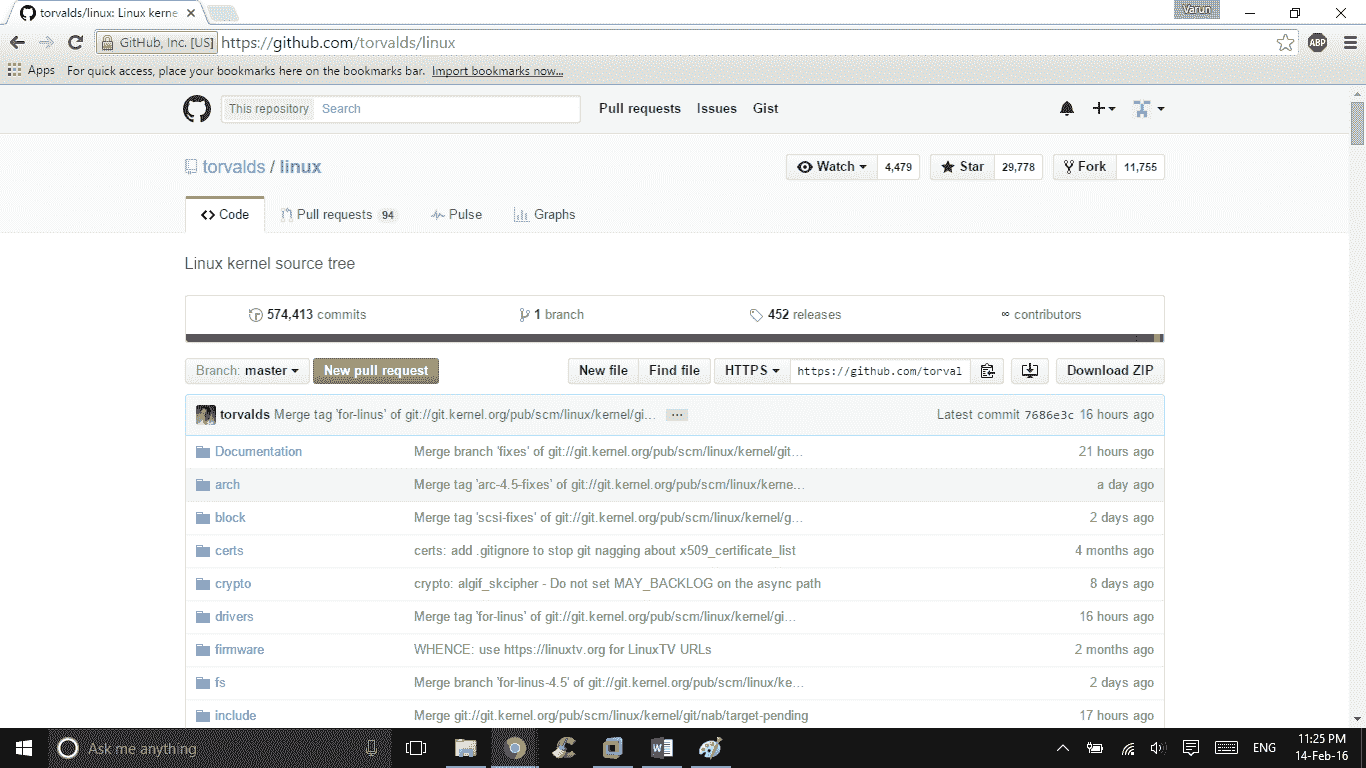 torvalds/linux: Linux kerne
Varun
GitHub, Inc. [US] https://github.com/torvalds/linux
ABP
Apps For quick access, place your bookmarks here on the bookmarks bar. Import bookmarks now...
This repository Search Pull requests Issues Gist
torvalds / linux Watch 4,479 Star 29,778 Fork 11,755
Code Pull requests 94 Pulse Graphs
Linux kernel source tree
574,413 commits 1 branch 452 releases ∞ contributors
Branch: master New pull request New file Find file HTTPS https://github.com/torval Download ZIP
torvalds Merge tag 'for-linus' of git://git.kernel.org/pub/scm/linux/kernel/gi… … Latest commit 7686e3c 16 hours ago
Documentation Merge branch 'fixes' of git://git.kernel.org/pub/scm/linux/kernel/git… 21 hours ago
arch Merge tag 'arc-4.5-fixes' of git://git.kernel.org/pub/scm/linux/kerne… a day ago
block Merge tag 'scsi-fixes' of git://git.kernel.org/pub/scm/linux/kernel/g… 2 days ago
certs certs: add .gitignore to stop git nagging about x509_certificate_list 4 months ago
crypto crypto: algif_skcipher - Do not set MAY_BACKLOG on the async path 8 days ago
drivers Merge tag 'for-linus' of git://git.kernel.org/pub/scm/linux/kernel/gi… 16 hours ago
firmware WHENCE: use https://linuxtv.org for LinuxTV URLs 2 months ago
fs Merge branch 'for-linus-4.5' of git://git.kernel.org/pub/scm/linux/ke… 2 days ago
include Merge git://git.kernel.org/pub/scm/linux/kernel/git/nab/target-pending 17 hours ago
Ask me anything ENG 11:25 PM
14-Feb-16